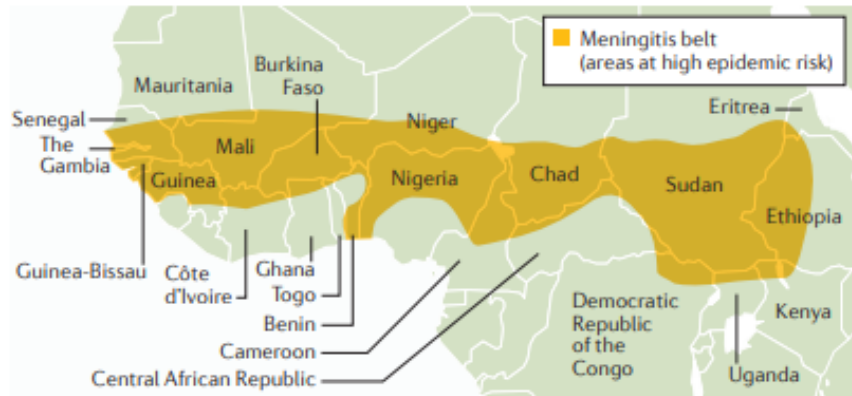 Meningitis belt
(areas at high epidemic risk)
Mauritania
Burkina
Faso
Senegal
The
Gambia
Mali
Niger
Eritrea
Guinea
Nigeria
Chad
Sudan
Ethiopia
Guinea-Bissau
Côte
d'Ivoire
Ghana
Togo
Benin
Cameroon
Central African Republic
Democratic
Republic
of the
Congo
Kenya
Uganda